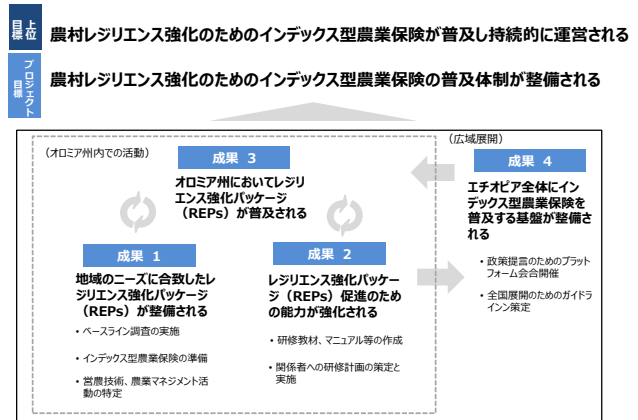 上位目標
農村レジリエンス強化のためのインデックス型農業保険が普及し持続的に運営される
プロジェクト目標
農村レジリエンス強化のためのインデックス型農業保険の普及体制が整備される
（オロミア州内での活動）
（広域展開）
成果 3
オロミア州においてレジリ
エンス強化パッケージ
（REPs）が普及される
成果 4
エチオピア全体にイン
デックス型農業保険を
普及する基盤が整備さ
れる
・政策提言のためのプラット
フォーム会合開催
・全国展開のためのガイドラ
インン策定
成果 1
地域のニーズに合致したレ
ジリエンス強化パッケージ
（REPs）が整備される
・ベースライン調査の実施
・インデックス型農業保険の準備
・営農技術、農業マネジメント活
動の特定
成果 2
レジリエンス強化パッケー
ジ（REPs）促進のため
の能力が強化される
・研修教材、マニュアル等の作成
・関係者への研修計画の策定と
実施